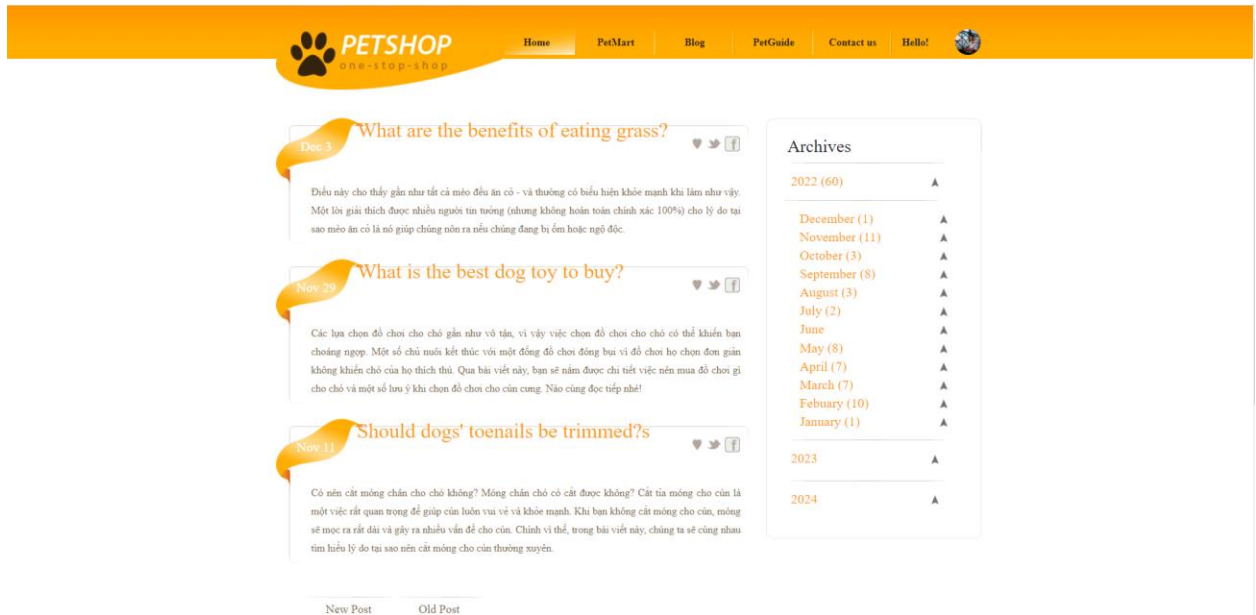 PETSHOP
one-stop-shop
Home PetMart Blog PetGuide Contact us Hello!
What are the benefits of eating grass?
Dec 3
Điều này cho thấy gần như tất cả mèo đều ăn cỏ - và thường có biểu hiện khỏe mạnh khi làm như vậy.
Một lời giải thích được nhiều người tin tưởng (nhưng không hoàn toàn chính xác 100%) cho lý do tại
sao mèo ăn cỏ là nó giúp chúng nôn ra nếu chúng đang bị ốm hoặc ngộ độc.
What is the best dog toy to buy?
Nov 29
Các lựa chọn đồ chơi cho chó gần như vô tận, vì vậy việc chọn đồ chơi cho chó có thể khiến bạn
choáng ngợp. Một số chủ nuôi kết thúc với một đống đồ chơi đóng bụi vì đồ chơi họ chọn đơn giản
không khiến chó của họ thích thú. Qua bài viết này, bạn sẽ nắm được chi tiết việc nên mua đồ chơi gì
cho chó và một số lưu ý khi chọn đồ chơi cho cún cưng. Nào cùng đọc tiếp nhé!
Should dogs' toenails be trimmed?s
Nov 11
Có nên cắt móng chân cho chó không? Móng chân chó có cắt được không? Cắt tỉa móng cho cún là
một việc rất quan trọng để giúp cún luôn vui vẻ và khỏe mạnh. Khi bạn không cắt móng cho cún, móng
sẽ mọc ra rất dài và gây ra nhiều vấn đề cho cún. Chính vì thế, trong bài viết này, chúng ta sẽ cùng nhau
tìm hiểu lý do tại sao nên cắt móng cho cún thường xuyên.
New Post Old Post
Archives
2022 (60)
December (1)
November (11)
October (3)
September (8)
August (3)
July (2)
June
May (8)
April (7)
March (7)
Febuary (10)
January (1)
2023
2024